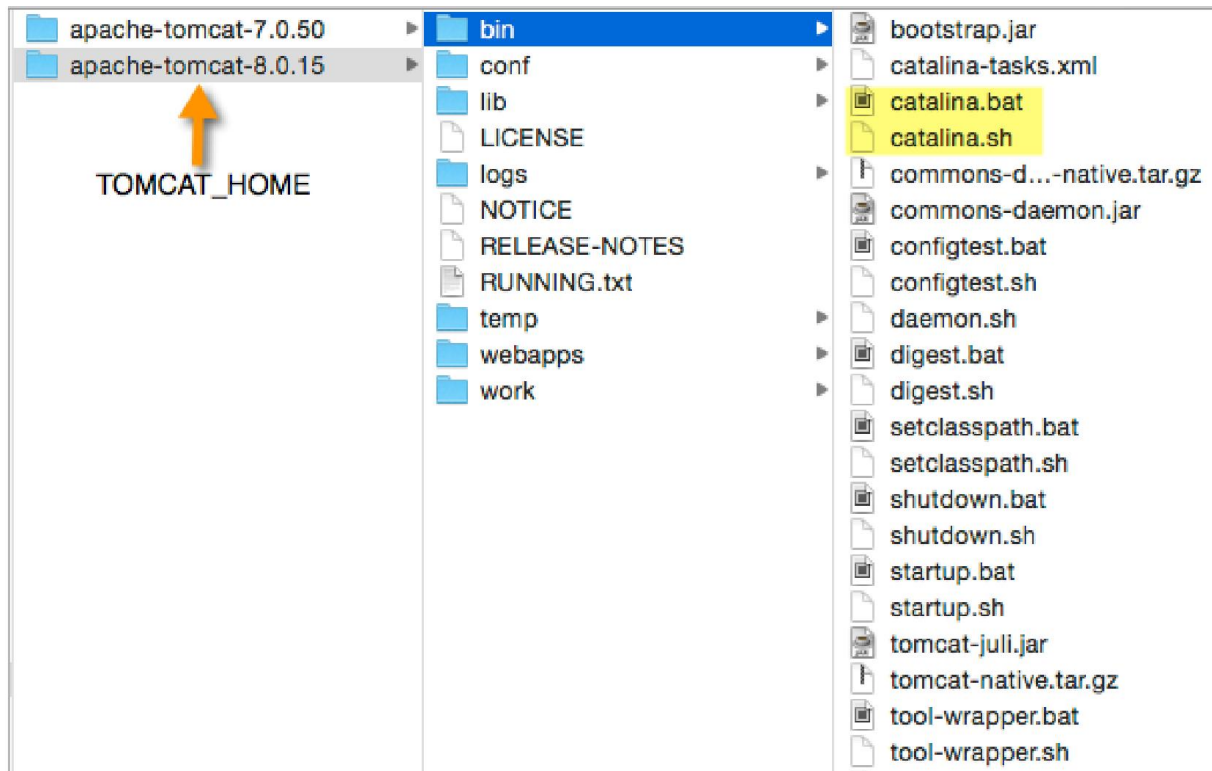 apache-tomcat-7.0.50
apache-tomcat-8.0.15
TOMCAT_HOME
bin
conf
lib
LICENSE
logs
NOTICE
RELEASE-NOTES
RUNNING.txt
temp
webapps
work
bootstrap.jar
catalina-tasks.xml
catalina.bat
catalina.sh
commons-d...-native.tar.gz
commons-daemon.jar
configtest.bat
configtest.sh
daemon.sh
digest.bat
digest.sh
setclasspath.bat
setclasspath.sh
shutdown.bat
shutdown.sh
startup.bat
startup.sh
tomcat-juli.jar
tomcat-native.tar.gz
tool-wrapper.bat
tool-wrapper.sh